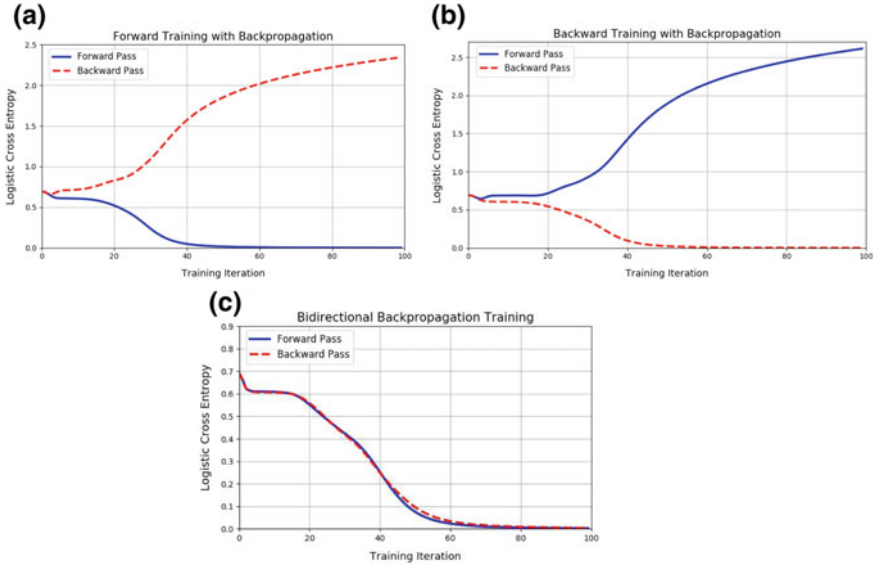 (a)
Forward Training with Backpropagation
2.5
2.0
1.5
1.0
0.5
0.0
Logistic Cross Entropy
Forward Pass
Backward Pass
0 20 40 60 80 100
Training Iteration
(b)
Backward Training with Backpropagation
2.5
2.0
1.5
1.0
0.5
0.0
Logistic Cross Entropy
Forward Pass
Backward Pass
0 20 40 60 80 100
Training Iteration
(c)
Bidirectional Backpropagation Training
0.9
0.8
0.7
0.6
0.5
0.4
0.3
0.2
0.1
0.0
Logistic Cross Entropy
Forward Pass
Backward Pass
0 20 40 60 80 100
Training Iteration